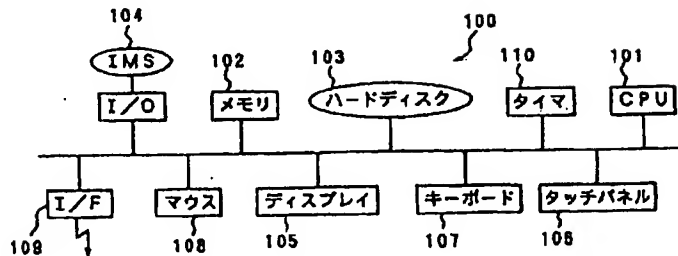 104
102 103 100 110 101
IMS
I/O メモリ ハードディスク タイマ CPU
I/F マウス ディスプレイ キーボード タッチパネル
109 108 105 107 106